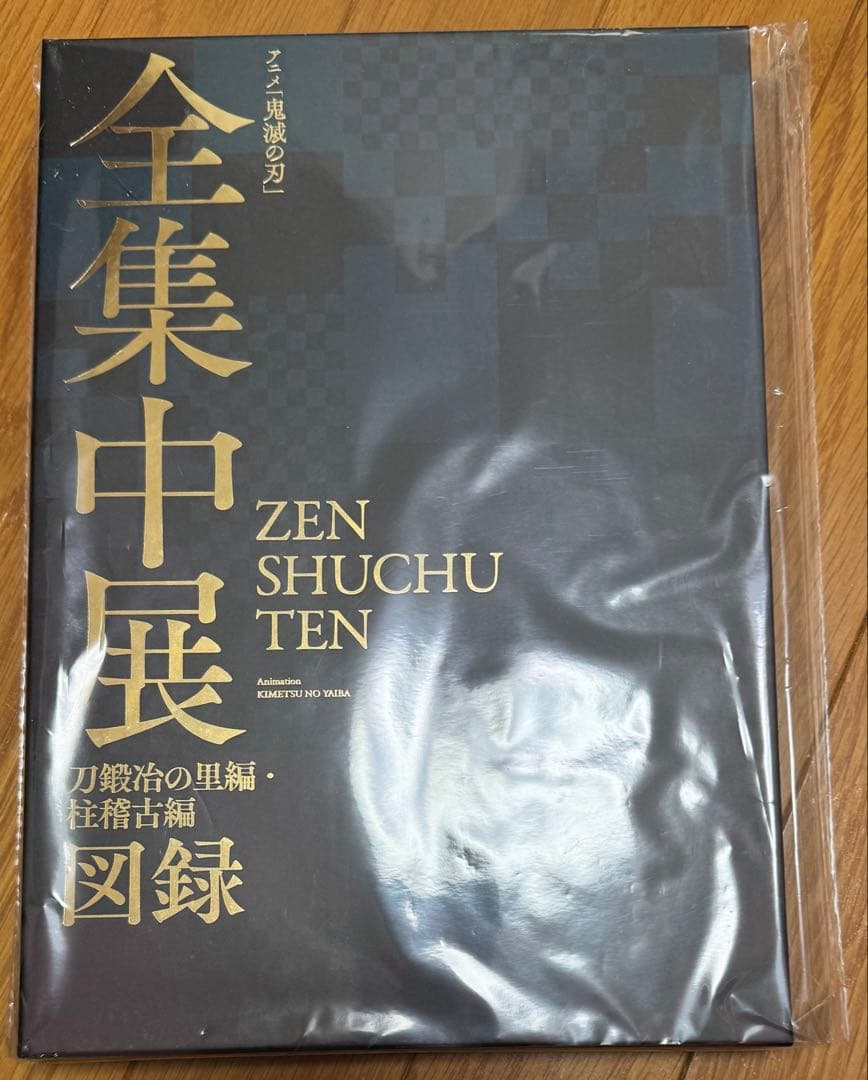 アニメ「鬼滅の刃」
全集中展
ZEN
SHUCHU
TEN
Animation
KIMETSU NO YAIBA
刀鍛冶の里編・
柱稽古編
図録